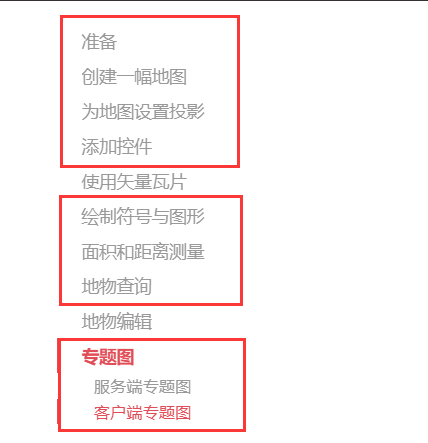 准备
创建一幅地图
为地图设置投影
添加控件
使用矢量瓦片
绘制符号与图形
面积和距离测量
地物查询
地物编辑
专题图
服务端专题图
客户端专题图